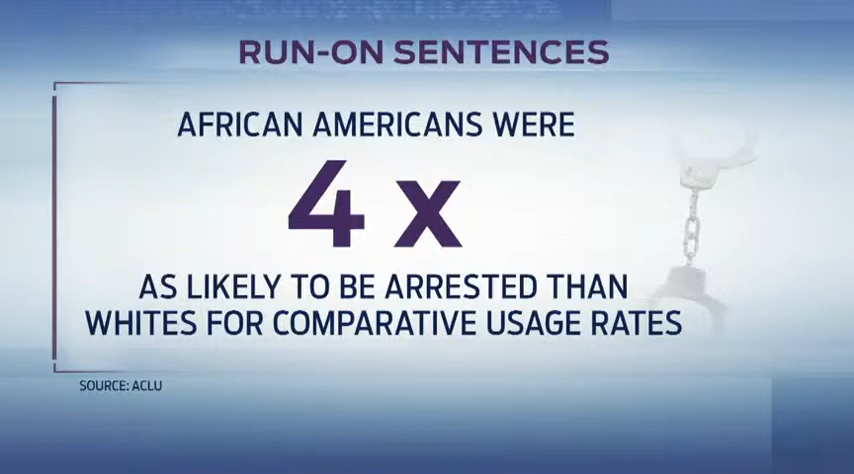 RUN-ON SENTENCES
AFRICAN AMERICANS WERE
4 x
AS LIKELY TO BE ARRESTED THAN
WHITES FOR COMPARATIVE USAGE RATES
SOURCE: ACLU